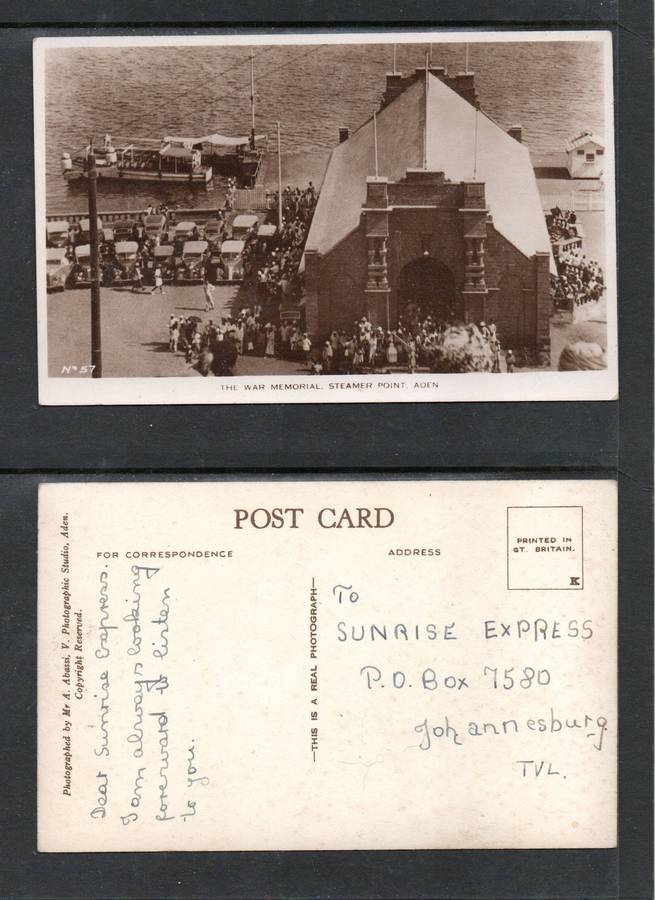 Nº 57
THE WAR MEMORIAL, STEAMER POINT, ADEN
POST CARD
FOR CORRESPONDENCE
ADDRESS
PRINTED IN
GT. BRITAIN.
K
Photographed by Mr A. Abassi, V. Photographic Studio, Aden.
Copyright Reserved.
Dear Sunrise Express.
I am always looking
forerward to listen
to you.
—THIS IS A REAL PHOTOGRAPH—
To
SUNRISE EXPRESS
P.O. Box 7580
Johannesburg
TVL.